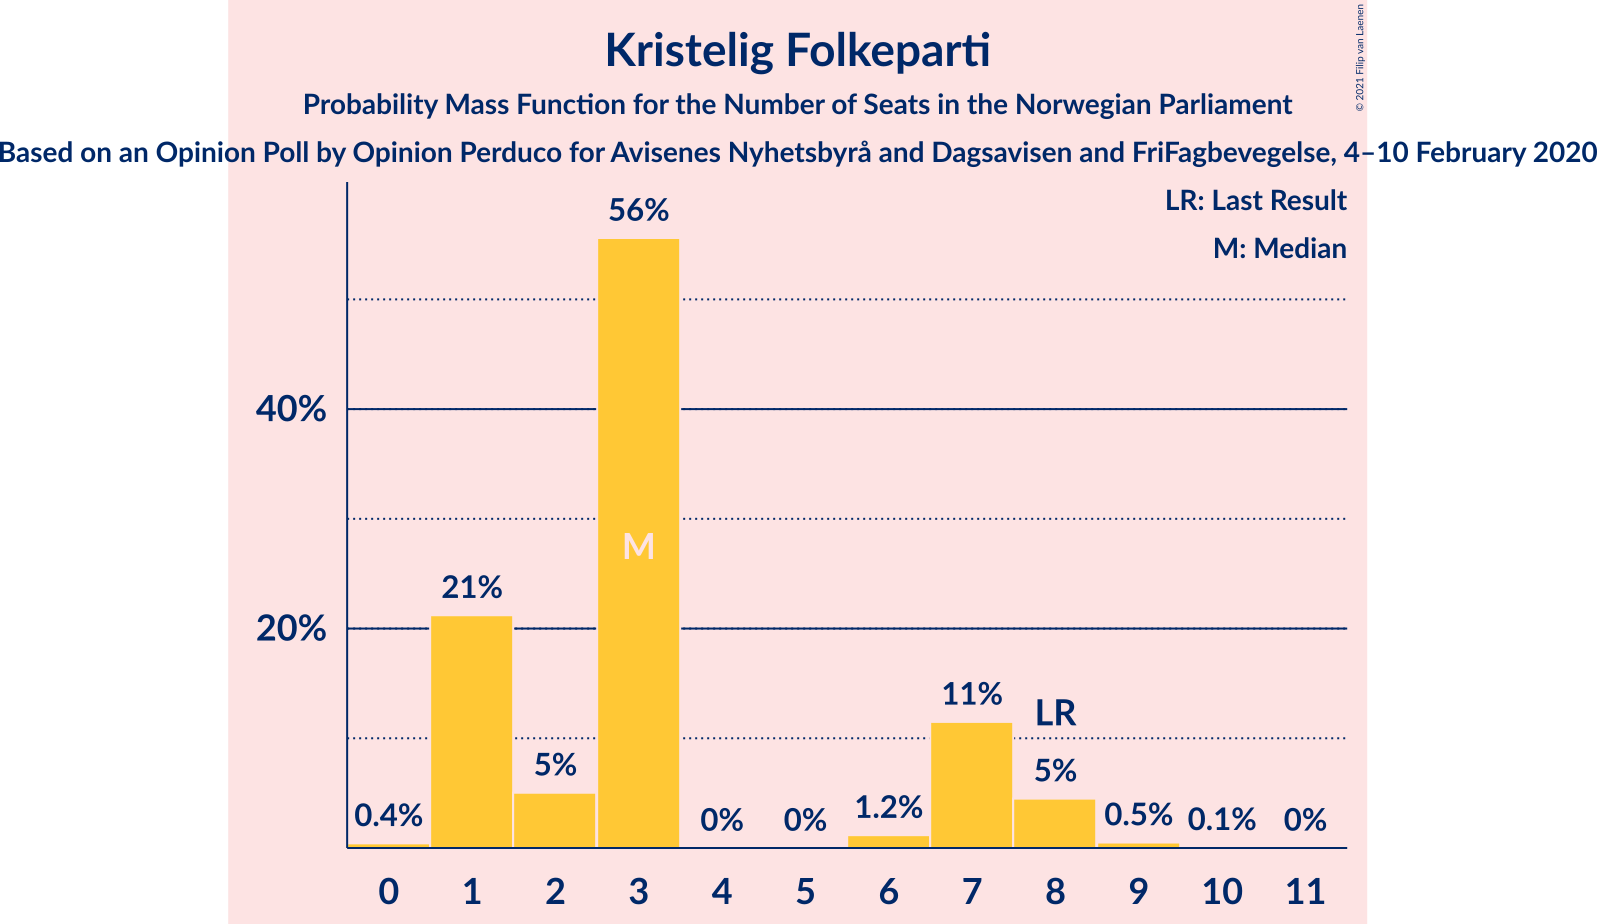 Kristelig Folkeparti
Probability Mass Function for the Number of Seats in the Norwegian Parliament
Based on an Opinion Poll by Opinion Perduco for Avisenes Nyhetsbyrå and Dagsavisen and FriFagbevegelse, 4–10 February 2020
© 2021 Filip van Laenen
LR: Last Result
M: Median
56%
40%
M
21%
20%
11%
LR
5%
5%
0.4%
0%
0%
1.2%
0.5%
0.1%
0%
0 1 2 3 4 5 6 7 8 9 10 11